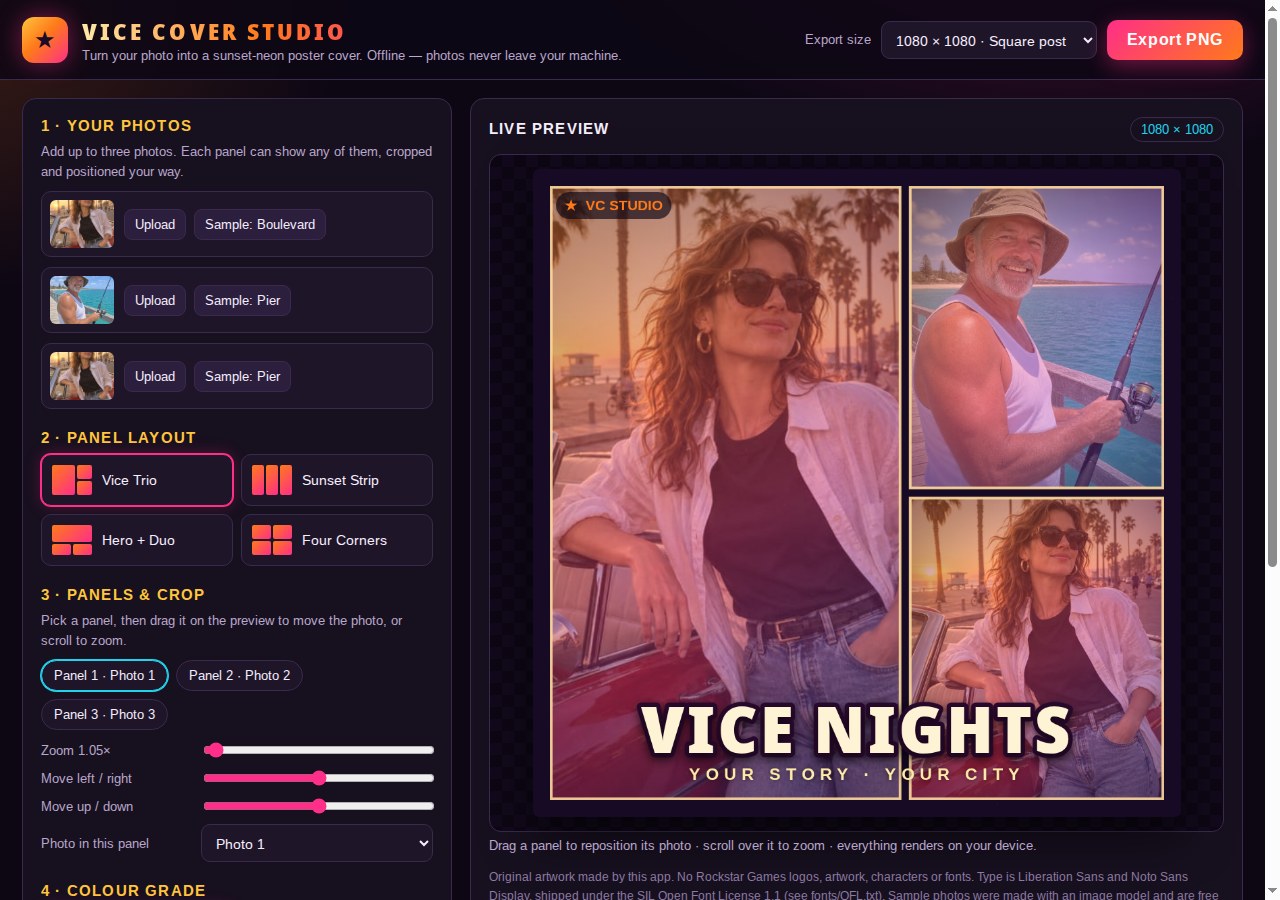 VICE COVER STUDIO
Turn your photo into a sunset-neon poster cover. Offline — photos never leave your machine.
Export size
1080 × 1080 · Square post
Export PNG
1 · YOUR PHOTOS
Add up to three photos. Each panel can show any of them, cropped
and positioned your way.
Upload
Sample: Boulevard
Upload
Sample: Pier
Upload
Sample: Pier
2 · PANEL LAYOUT
Vice Trio
Sunset Strip
Hero + Duo
Four Corners
3 · PANELS & CROP
Pick a panel, then drag it on the preview to move the photo, or
scroll to zoom.
Panel 1 · Photo 1
Panel 2 · Photo 2
Panel 3 · Photo 3
Zoom 1.05×
Move left / right
Move up / down
Photo in this panel
Photo 1
4 · COLOUR GRADE
LIVE PREVIEW
1080 × 1080
★ VC STUDIO
VICE NIGHTS
YOUR STORY · YOUR CITY
Drag a panel to reposition its photo · scroll over it to zoom · everything renders on your device.
Original artwork made by this app. No Rockstar Games logos, artwork, characters or fonts. Type is Liberation Sans and Noto Sans
Display, shipped under the SIL Open Font License 1.1 (see fonts/OFL.txt). Sample photos were made with an image model and are free